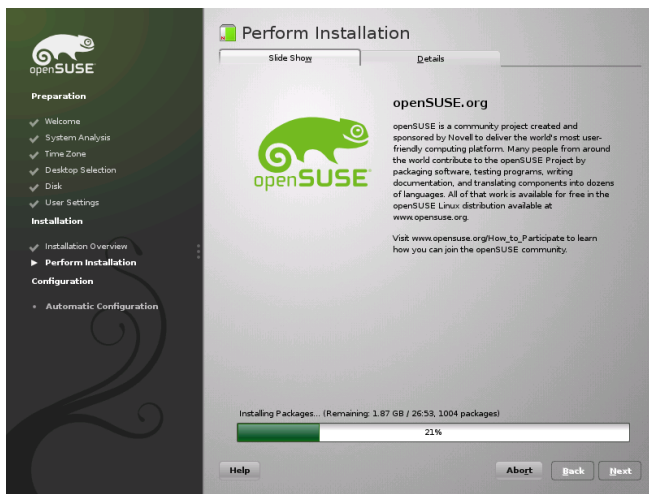 openSUSE
Preparation
Welcome
System Analysis
Time Zone
Desktop Selection
Disk
User Settings
Installation
Installation Overview
Perform Installation
Configuration
Automatic Configuration
Perform Installation
Slide Show
Details
openSUSE
openSUSE.org
openSUSE is a community project created and
sponsored by Novell to deliver the world's most user-
friendly computing platform. Many people from around
the world contribute to the openSUSE Project by
packaging software, testing programs, writing
documentation, and translating components into dozens
of languages. All of that work is available for free in the
openSUSE Linux distribution available at
www.opensuse.org.
Visit www.opensuse.org/How_to_Participate to learn
how you can join the openSUSE community.
Installing Packages... (Remaining: 1.87 GB / 26:53, 1004 packages)
21%
Help
Abort
Back
Next